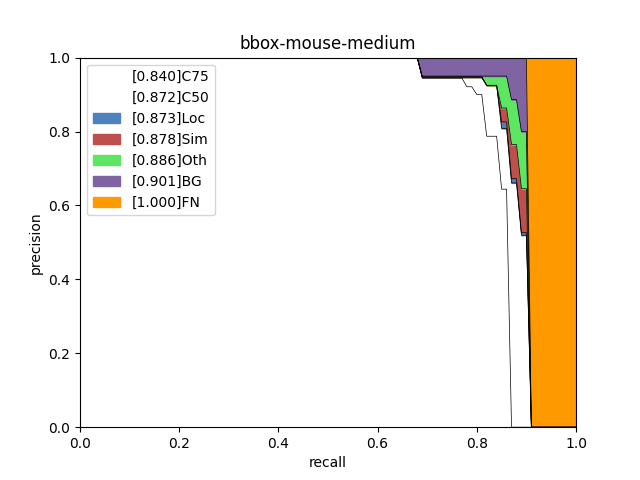 bbox-mouse-medium
1.0
0.8
0.6
0.4
0.2
0.0
precision
[0.840]C75
[0.872]C50
[0.873]Loc
[0.878]Sim
[0.886]Oth
[0.901]BG
[1.000]FN
0.0 0.2 0.4 0.6 0.8 1.0
recall